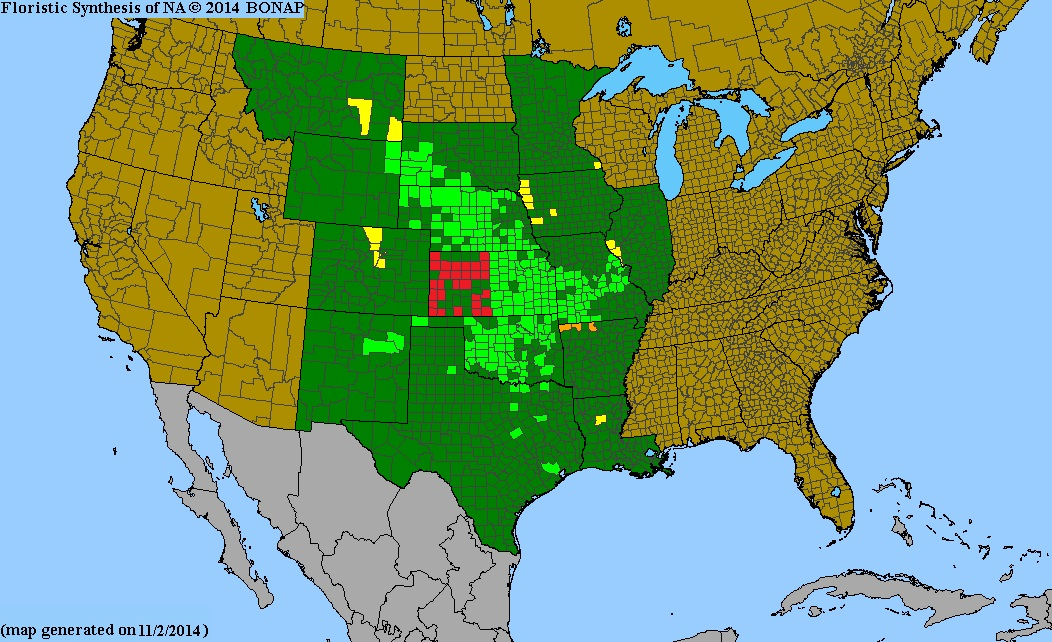 Floristic Synthesis of NA © 2014 BONAP
(map generated on 11/2/2014)